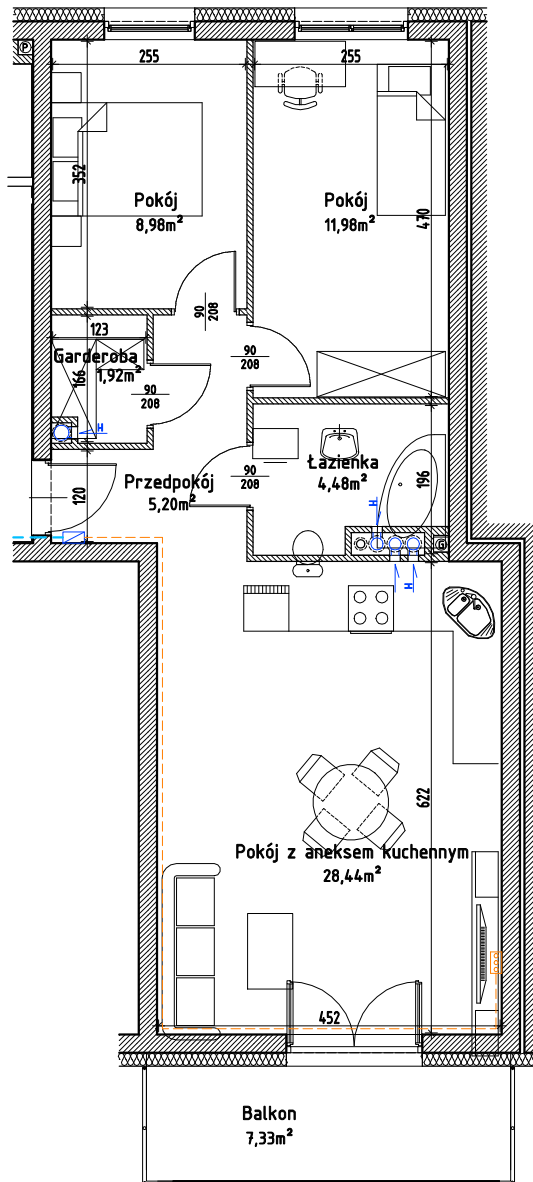 P
255
255
352
Pokój
8,98m²
Pokój
11,98m²
470
90
208
123
Garderoba
1,92m²
166
90
208
90
208
H
Przedpokój
5,20m²
120
90
208
Łazienka
4,48m²
196
H
G
H
622
Pokój z aneksem kuchennym
28,44m²
452
Balkon
7,33m²